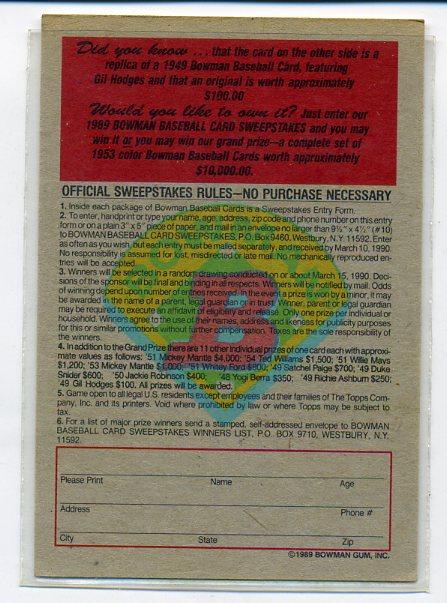 Did you know . . . that the card on the other side is a
replica of a 1949 Bowman Baseball Card, featuring
Gil Hodges and that an original is worth approximately
$100.00
Would you like to own it? Just enter our
1989 BOWMAN BASEBALL CARD SWEEPSTAKES and you may
win it or you may win our grand prize—a complete set of
1953 color Bowman Baseball Cards worth approximately
$10,000.00.
OFFICIAL SWEEPSTAKES RULES—NO PURCHASE NECESSARY
1. Inside each package of Bowman Baseball Cards is a Sweepstakes Entry Form.
2. To enter, handprint or type your name, age, address, zip code and phone number on this entry
form or on a plain 3" x 5" piece of paper, and mail in an envelope no larger than 9½" x 4½" (#10)
to BOWMAN BASEBALL CARD SWEEPSTAKES, P.O. Box 9460, Westbury, N.Y. 11592. Enter
as often as you wish, but each entry must be mailed separately, and received by March 10, 1990.
No responsibility is assumed for lost, misdirected or late mail. No mechanically reproduced en-
tries will be accepted.
3. Winners will be selected in a random drawing conducted on or about March 15, 1990. Deci-
sions of the sponsor will be final and binding in all respects. Winners will be notified by mail. Odds
of winning depend upon number of entries received. In the event a prize is won by a minor, it may
be awarded in the name of a parent, legal guardian in trust. Winner, parent or legal guardian
may be required to execute an affidavit of eligibility and release. Only one prize per individual or
household. Winners agree to the use of their names, address and likeness for publicity purposes
for this or similar promotions without further compensation. Taxes are the sole responsibility of
the winners.
4. In addition to the Grand Prize there are 11 other individual prizes of one card each with approxi-
mate values as follows: '51 Mickey Mantle $4,000; '54 Ted Williams $1,500; '51 Willie Mays
$1,200; '53 Mickey Mantle $1,000; '51 Whitey Ford $800; '49 Satchel Paige $700; '49 Duke
Snider $600; '50 Jackie Robinson $400; '48 Yogi Berra $350; '49 Richie Ashburn $250;
'49 Gil Hodges $100. All prizes will be awarded.
5. Game open to all legal U.S. residents except employees and their families of The Topps Com-
pany, Inc. and its printers. Void where prohibited by law or where Topps may be subject to
tax.
6. For a list of major prize winners send a stamped, self-addressed envelope to BOWMAN
BASEBALL CARD SWEEPSTAKES WINNERS LIST, P.O. BOX 9710, WESTBURY, N.Y.
11592.
B
Please Print Name Age
Address Phone #
City State Zip
©1989 BOWMAN GUM, INC.